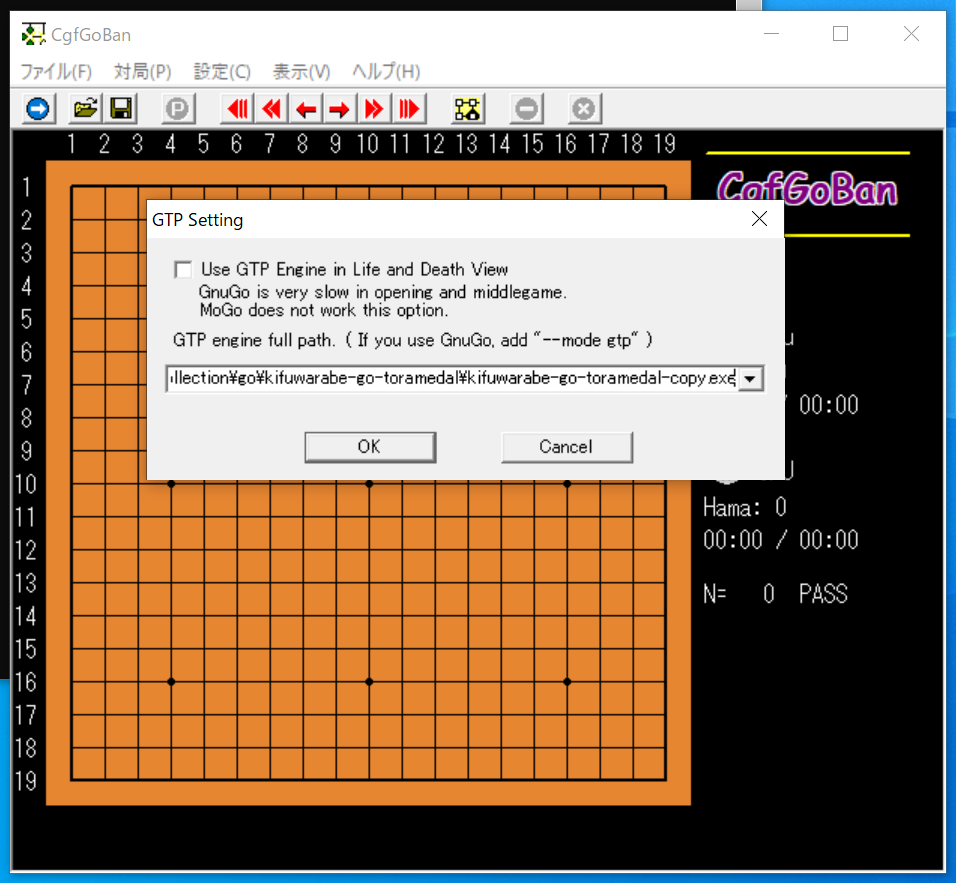 CgfGoBan
ファイル(F) 対局(P) 設定(C) 表示(V) ヘルプ(H)
P
1 2 3 4 5 6 7 8 9 10 11 12 13 14 15 16 17 18 19
CgfGoBan
1
2
3
4
5
6
7
8
9
10
11
12
13
14
15
16
17
18
19
GTP Setting
Use GTP Engine in Life and Death View
GnuGo is very slow in opening and middlegame.
MoGo does not work this option.
GTP engine full path. ( If you use GnuGo, add "--mode gtp" )
llection¥go¥kifuwarabe-go-toramedal¥kifuwarabe-go-toramedal-copy.exe
OK Cancel
/ 00:00
Hama: 0
00:00 / 00:00
N= 0 PASS